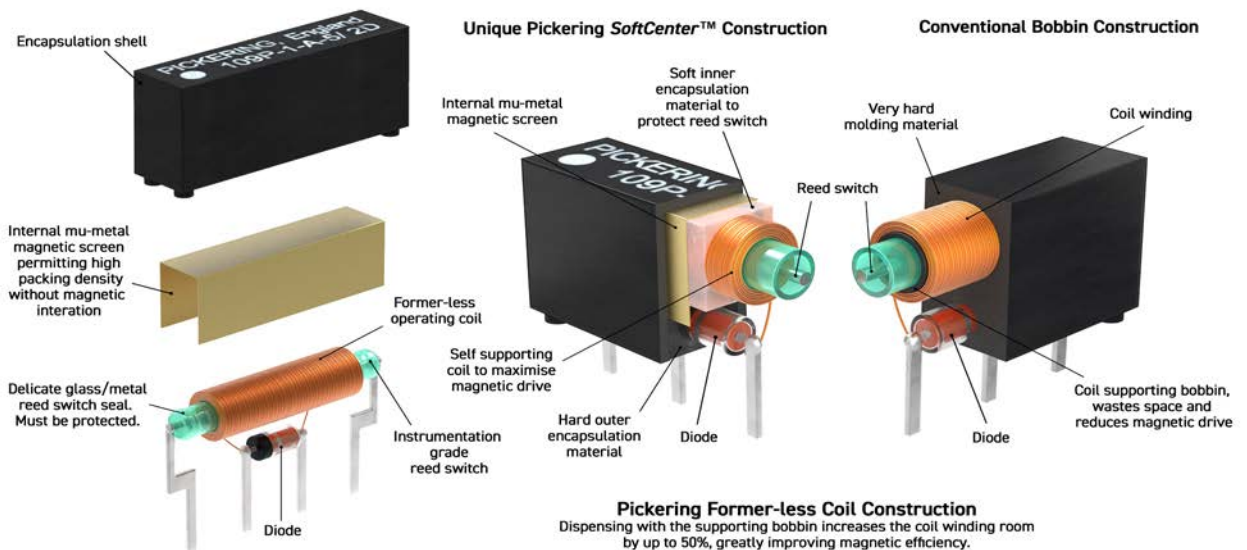 Encapsulation shell
PICKERING, England
109P-1-A-5/ 2D
Internal mu-metal
magnetic screen
permitting high
packing density
without magnetic
interation
Former-less
operating coil
Delicate glass/metal
reed switch seal.
Must be protected.
Instrumentation
grade
reed switch
Diode
Unique Pickering SoftCenter™ Construction
Internal mu-metal
magnetic screen
Soft inner
encapsulation
material to
protect reed switch
PICKERING
109P.
Reed switch
Self supporting
coil to maximise
magnetic drive
Hard outer
encapsulation
material
Diode
Conventional Bobbin Construction
Very hard
molding material
Coil winding
Coil supporting bobbin,
wastes space and
reduces magnetic drive
Diode
Pickering Former-less Coil Construction
Dispensing with the supporting bobbin increases the coil winding room
by up to 50%, greatly improving magnetic efficiency.